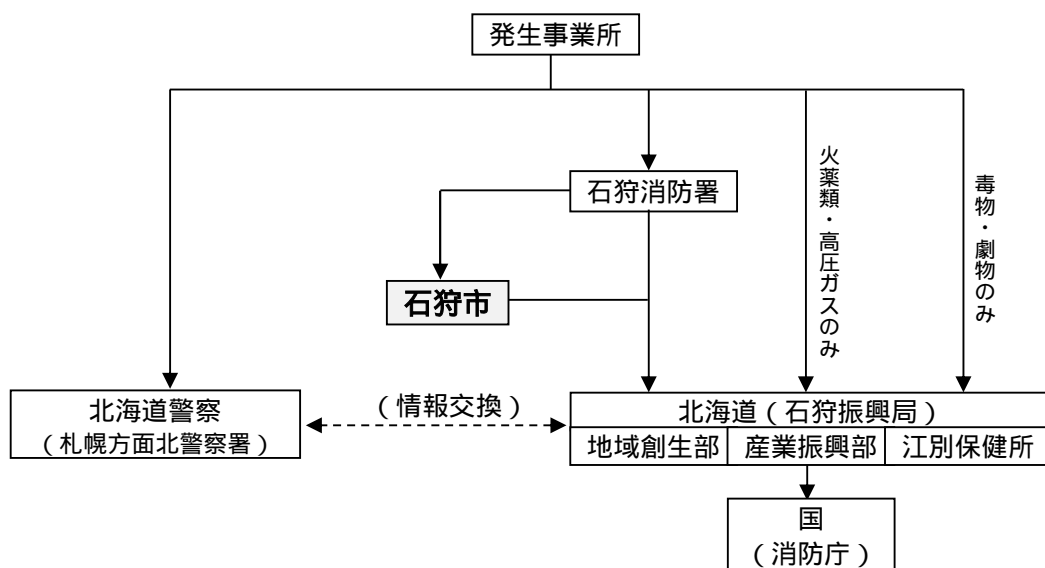 発生事業所
石狩消防署
火薬類・高圧ガスのみ
毒物・劇物のみ
石狩市
北海道警察
（札幌方面北警察署）
（情報交換）
北海道（石狩振興局）
地域創生部
産業振興部
江別保健所
国
（消防庁）